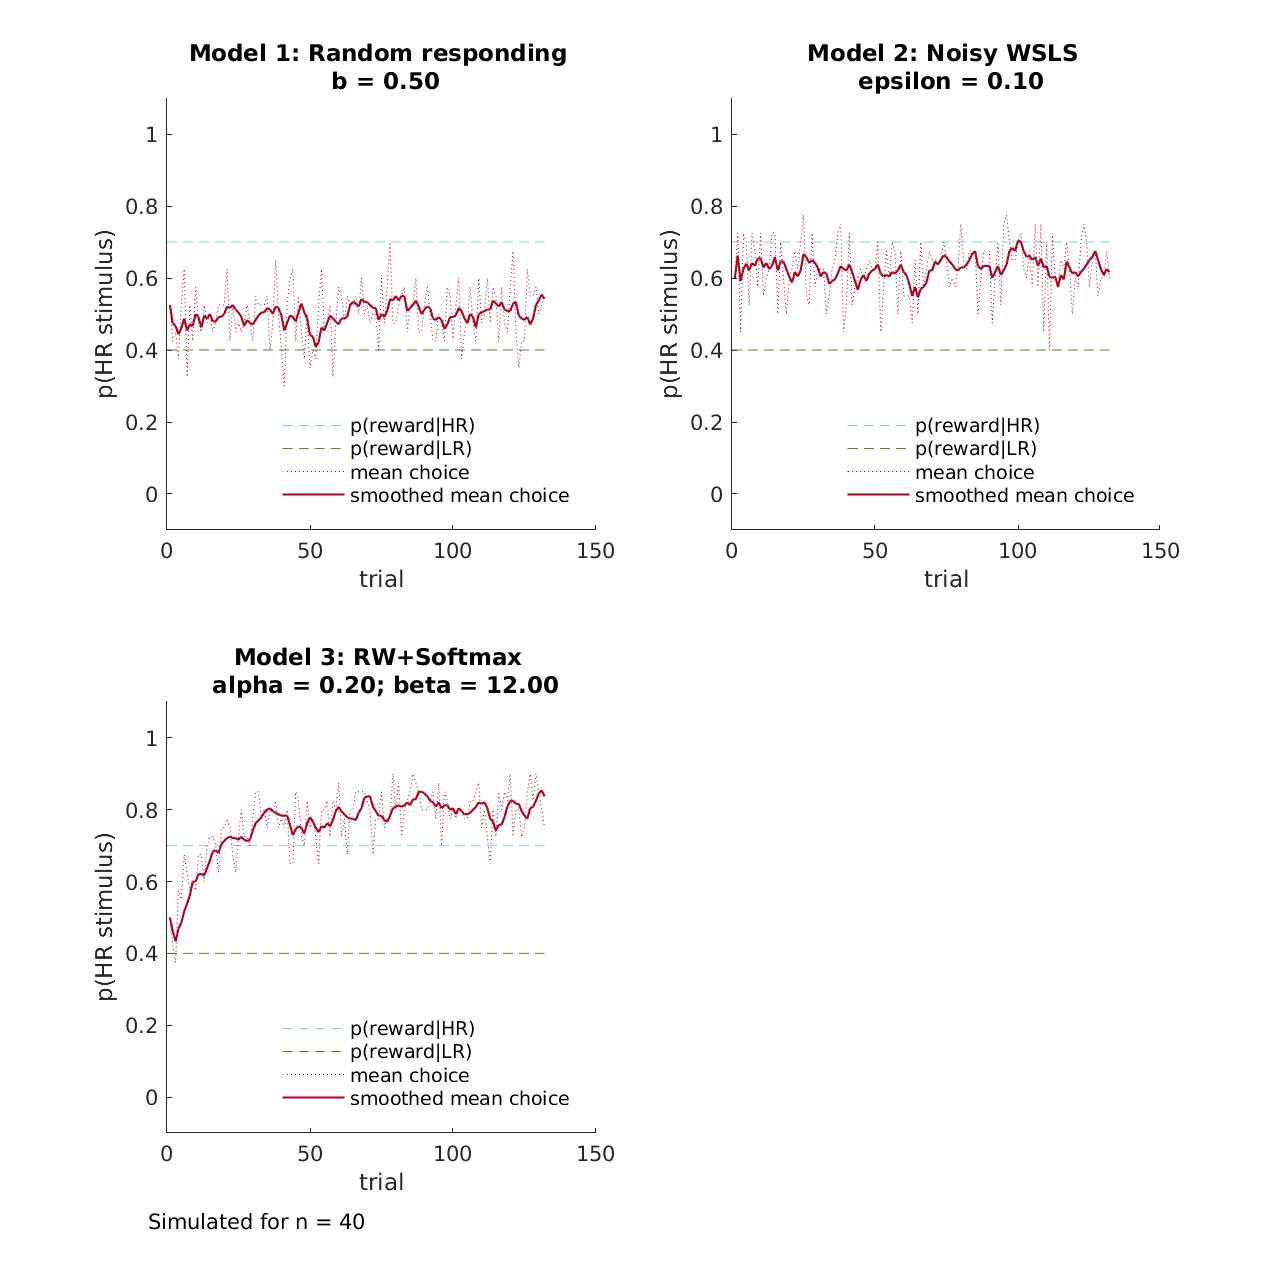 Model 1: Random responding
b = 0.50
p(HR stimulus)
1
0.8
0.6
0.4
0.2
0
p(reward|HR)
p(reward|LR)
mean choice
smoothed mean choice
0 50 100 150
trial
Model 2: Noisy WSLS
epsilon = 0.10
p(HR stimulus)
1
0.8
0.6
0.4
0.2
0
p(reward|HR)
p(reward|LR)
mean choice
smoothed mean choice
0 50 100 150
trial
Model 3: RW+Softmax
alpha = 0.20; beta = 12.00
p(HR stimulus)
1
0.8
0.6
0.4
0.2
0
p(reward|HR)
p(reward|LR)
mean choice
smoothed mean choice
0 50 100 150
trial
Simulated for n = 40